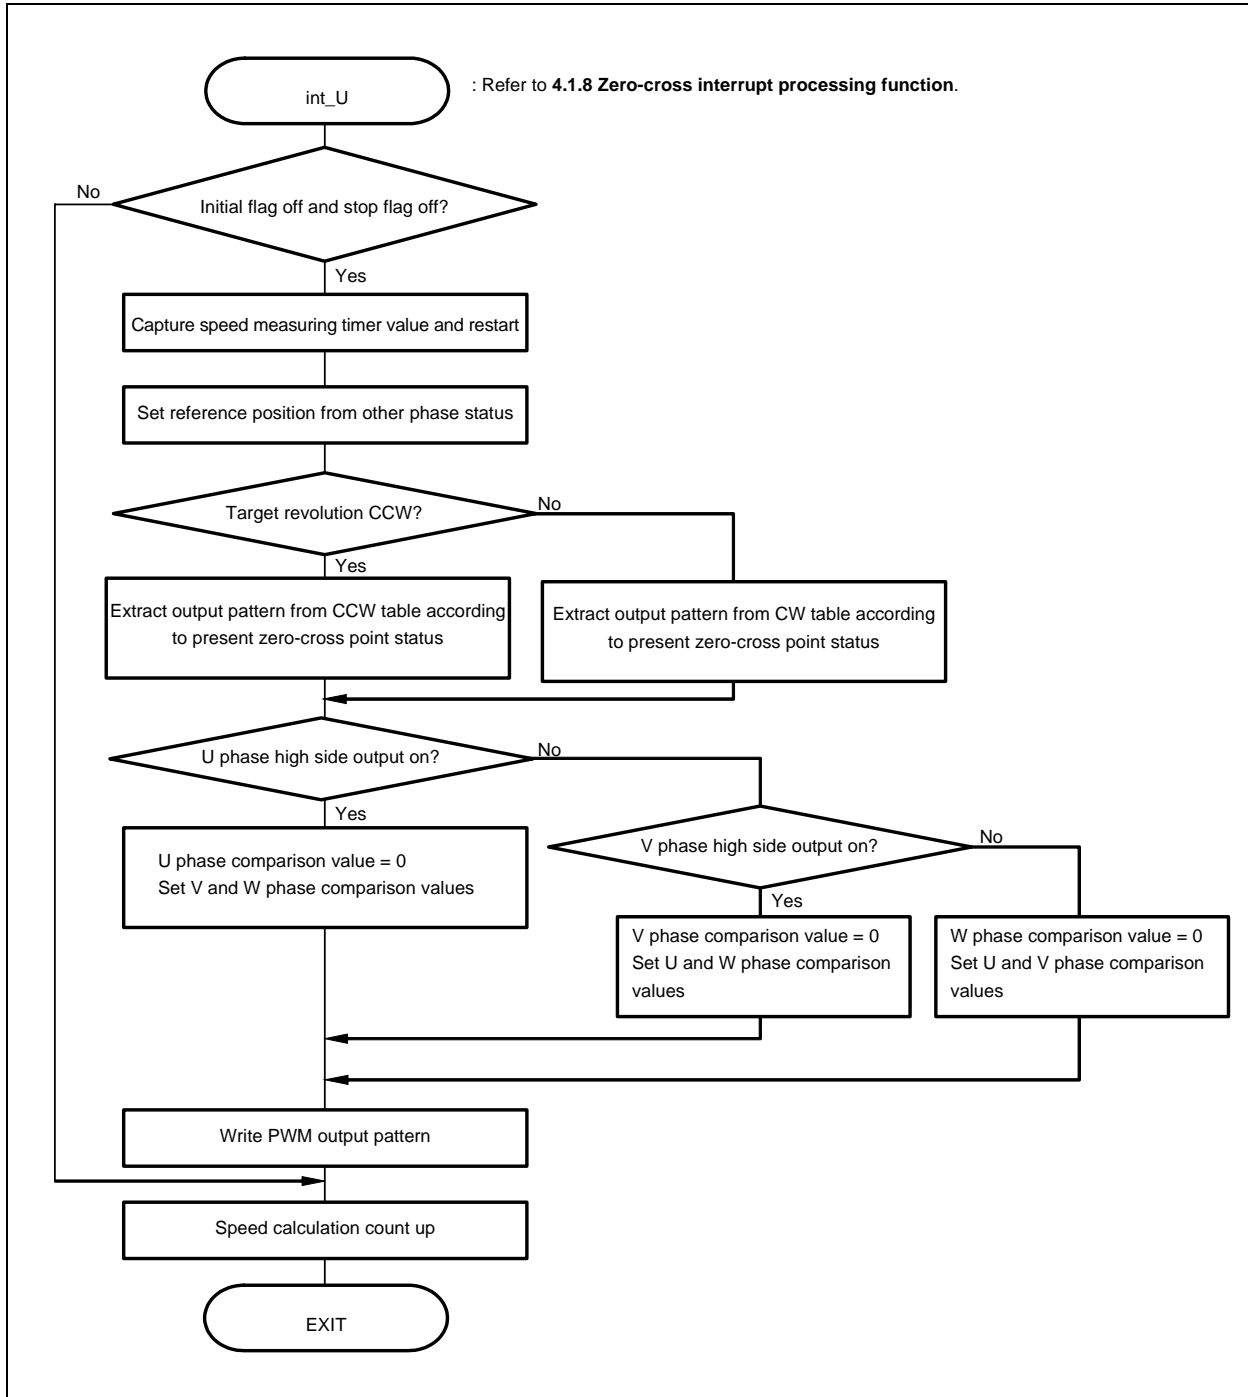 int_U
: Refer to 4.1.8 Zero-cross interrupt processing function.
No
Initial flag off and stop flag off?
Yes
Capture speed measuring timer value and restart
Set reference position from other phase status
Target revolution CCW?
No
Yes
Extract output pattern from CCW table according
to present zero-cross point status
Extract output pattern from CW table according
to present zero-cross point status
U phase high side output on?
No
Yes
U phase comparison value = 0
Set V and W phase comparison values
V phase high side output on?
No
Yes
V phase comparison value = 0
Set U and W phase comparison
values
W phase comparison value = 0
Set U and V phase comparison
values
Write PWM output pattern
Speed calculation count up
EXIT